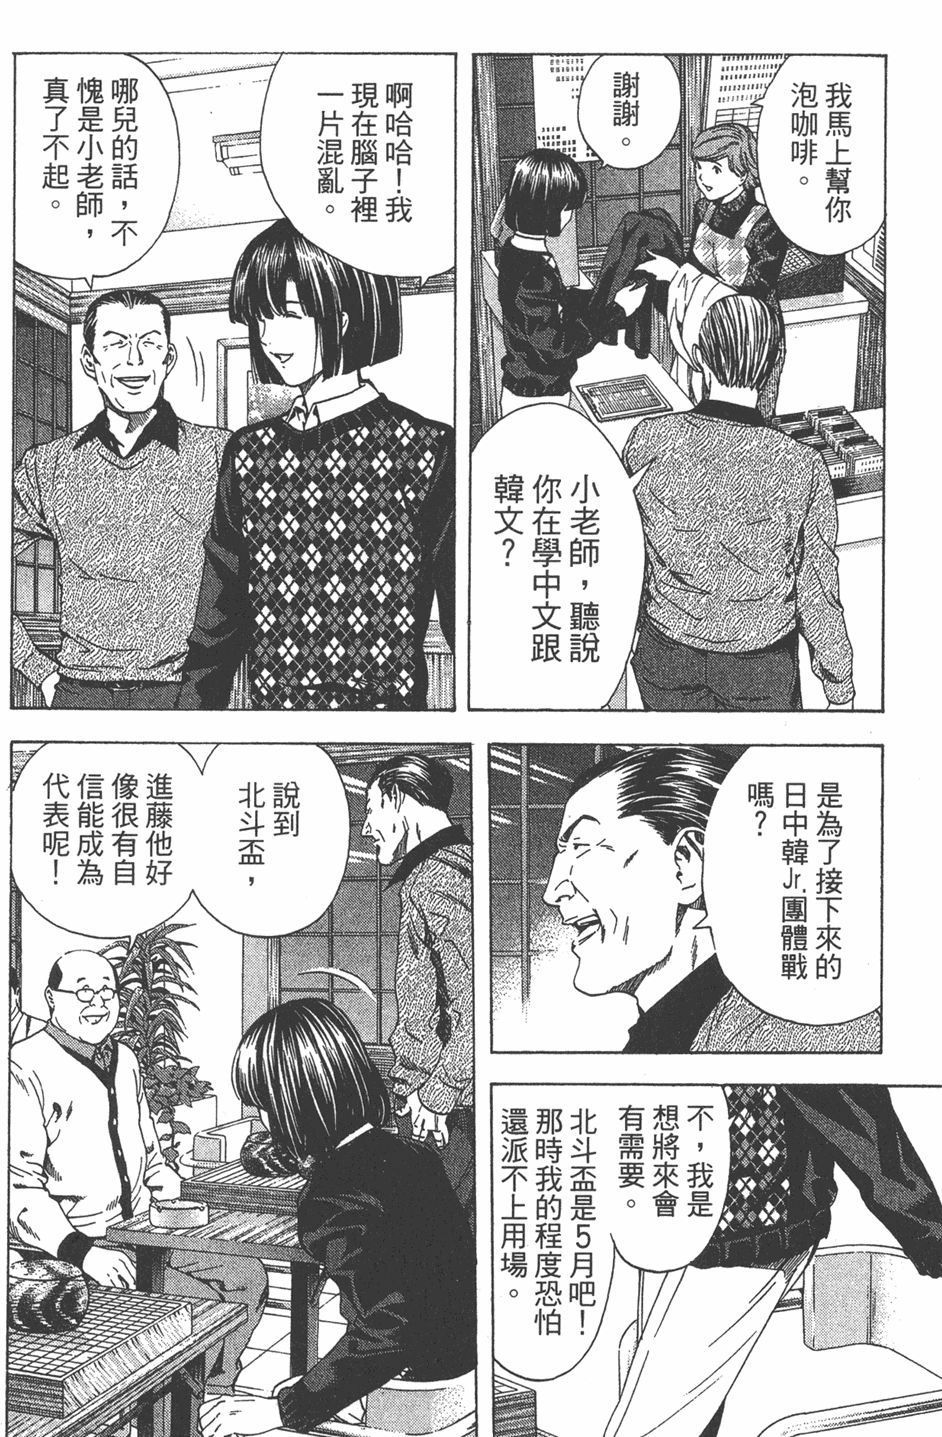 我馬上幫你
泡咖啡。
謝謝。
小老師，聽說
你在學中文跟
韓文？
啊哈哈！我
現在腦子裡
一片混亂。
哪兒的話，不
愧是小老師，
真了不起。
是為了接下來的
日中韓Jr.團體戰
嗎？
不，我是
想將來會
有需要。
北斗盃是5月吧！
那時我的程度恐怕
還派不上用場。
說到
北斗盃，
進藤他好
像很有自
信能成為
代表呢！